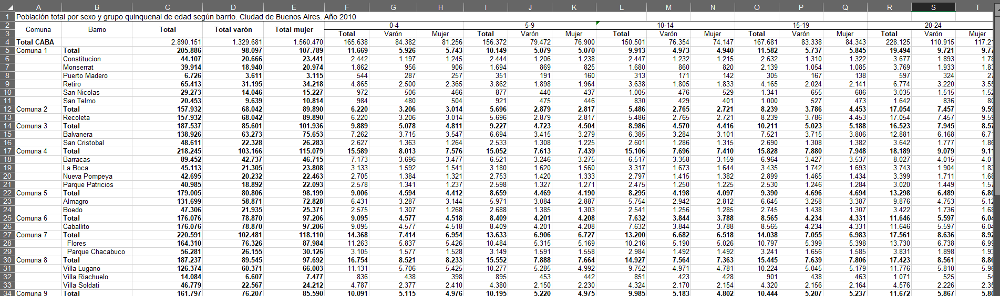 A B C D E F G H I J K L M N O P Q R S T
1 Población total por sexo y grupo quinquenal de edad según barrio. Ciudad de Buenos Aires. Año 2010
2 Comuna Barrio Total Total varón Total mujer 0-4 5-9 10-14 15-19 20-24
3 Total Varón Mujer Total Varón Mujer Total Varón Mujer Total Varón Mujer Total Varón Mujer
4 Total CABA 2.890.151 1.329.681 1.560.470 165.638 84.382 81.256 156.372 79.472 76.900 150.501 76.354 74.147 167.681 83.338 84.343 228.125 110.915 117.2
5 Comuna 1 Total 205.886 98.097 107.789 11.669 5.926 5.743 10.149 5.079 5.070 9.913 4.973 4.940 11.582 5.737 5.845 19.494 9.721 9.77
6 Constitucion 44.107 20.666 23.441 2.442 1.197 1.245 2.444 1.206 1.238 2.447 1.232 1.215 2.632 1.310 1.322 3.677 1.893 1.78
7 Monserrat 39.914 18.940 20.974 1.862 956 906 1.694 869 825 1.680 860 820 2.139 1.054 1.085 3.769 1.933 1.83
8 Puerto Madero 6.726 3.611 3.115 544 287 257 351 191 160 313 171 142 305 167 138 597 324 27
9 Retiro 65.413 31.195 34.218 4.865 2.500 2.365 3.862 1.898 1.964 3.638 1.805 1.833 4.165 2.024 2.141 6.774 3.220 3.55
10 San Nicolas 29.273 14.046 15.227 972 506 466 877 440 437 1.005 476 529 1.341 655 686 3.035 1.515 1.52
11 San Telmo 20.453 9.639 10.814 984 480 504 921 475 446 830 429 401 1.000 527 473 1.642 836 80
12 Comuna 2 Total 157.932 68.042 89.890 6.220 3.206 3.014 5.696 2.879 2.817 5.486 2.765 2.721 8.239 3.786 4.453 17.054 7.457 9.59
13 Recoleta 157.932 68.042 89.890 6.220 3.206 3.014 5.696 2.879 2.817 5.486 2.765 2.721 8.239 3.786 4.453 17.054 7.457 9.59
14 Comuna 3 Total 187.537 85.601 101.936 9.889 5.078 4.811 9.227 4.723 4.504 8.986 4.570 4.416 10.211 5.023 5.188 16.523 7.945 8.57
15 Balvanera 138.926 63.273 75.653 7.262 3.715 3.547 6.694 3.415 3.279 6.385 3.284 3.101 7.521 3.715 3.806 12.881 6.168 6.71
16 San Cristobal 48.611 22.328 26.283 2.627 1.363 1.264 2.533 1.308 1.225 2.601 1.286 1.315 2.690 1.308 1.382 3.642 1.777 1.86
17 Comuna 4 Total 218.245 103.166 115.079 15.589 8.013 7.576 15.052 7.613 7.439 15.106 7.696 7.410 15.828 7.880 7.948 18.189 9.079 9.11
18 Barracas 89.452 42.737 46.715 7.173 3.696 3.477 6.521 3.246 3.275 6.517 3.358 3.159 6.964 3.427 3.537 8.027 4.015 4.01
19 La Boca 45.113 21.305 23.808 3.133 1.592 1.541 3.180 1.620 1.560 3.317 1.673 1.644 3.435 1.742 1.693 3.743 1.904 1.83
20 Nueva Pompeya 42.695 20.232 22.463 2.705 1.384 1.321 2.753 1.420 1.333 2.797 1.415 1.382 2.899 1.465 1.434 3.399 1.711 1.68
21 Parque Patricios 40.985 18.892 22.093 2.578 1.341 1.237 2.598 1.327 1.271 2.475 1.250 1.225 2.530 1.246 1.284 3.020 1.449 1.57
22 Comuna 5 Total 179.005 80.806 98.199 9.006 4.594 4.412 8.659 4.469 4.190 8.295 4.198 4.097 9.390 4.696 4.694 13.298 6.489 6.80
23 Almagro 131.699 58.871 72.828 6.431 3.287 3.144 5.971 3.084 2.887 5.754 2.942 2.812 6.645 3.258 3.387 9.876 4.753 5.12
24 Boedo 47.306 21.935 25.371 2.575 1.307 1.268 2.688 1.385 1.303 2.541 1.256 1.285 2.745 1.438 1.307 3.422 1.736 1.68
25 Comuna 6 Total 176.076 78.870 97.206 9.095 4.577 4.518 8.409 4.201 4.208 7.632 3.844 3.788 8.565 4.234 4.331 11.646 5.597 6.04
26 Caballito 176.076 78.870 97.206 9.095 4.577 4.518 8.409 4.201 4.208 7.632 3.844 3.788 8.565 4.234 4.331 11.646 5.597 6.04
27 Comuna 7 Total 220.591 102.481 118.110 14.368 7.414 6.954 13.633 6.906 6.727 13.200 6.682 6.518 14.038 7.055 6.983 17.561 8.636 8.92
28 Flores 164.310 76.326 87.984 11.263 5.837 5.426 10.484 5.315 5.169 10.216 5.190 5.026 10.797 5.399 5.398 13.730 6.738 6.99
29 Parque Chacabuco 56.281 26.155 30.126 3.105 1.577 1.528 3.149 1.591 1.558 2.984 1.492 1.492 3.241 1.656 1.585 3.831 1.898 1.93
30 Comuna 8 Total 187.237 89.545 97.692 16.754 8.521 8.233 15.552 7.888 7.664 14.927 7.564 7.363 15.445 7.639 7.806 17.423 8.561 8.86
31 Villa Lugano 126.374 60.371 66.003 11.131 5.706 5.425 10.277 5.285 4.992 9.752 4.971 4.781 10.224 5.045 5.179 11.776 5.810 5.96
32 Villa Riachuelo 14.084 6.607 7.477 836 438 398 895 453 442 851 423 428 901 438 463 1.071 525 54
33 Villa Soldati 46.779 22.567 24.212 4.787 2.377 2.410 4.380 2.150 2.230 4.324 2.170 2.154 4.320 2.156 2.164 4.576 2.226 2.35
34 Comuna 9 Total 161.797 76.207 85.590 10.091 5.115 4.976 10.195 5.220 4.975 9.985 5.183 4.802 10.444 5.207 5.237 11.672 5.867 5.80